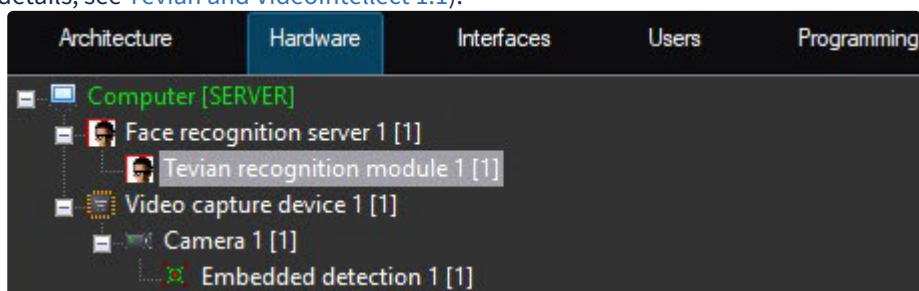 details, see Tevian and VideoIntellect 1.1).
Architecture Hardware Interfaces Users Programming
Computer [SERVER]
Face recognition server 1 [1]
Tevian recognition module 1 [1]
Video capture device 1 [1]
Camera 1 [1]
Embedded detection 1 [1]